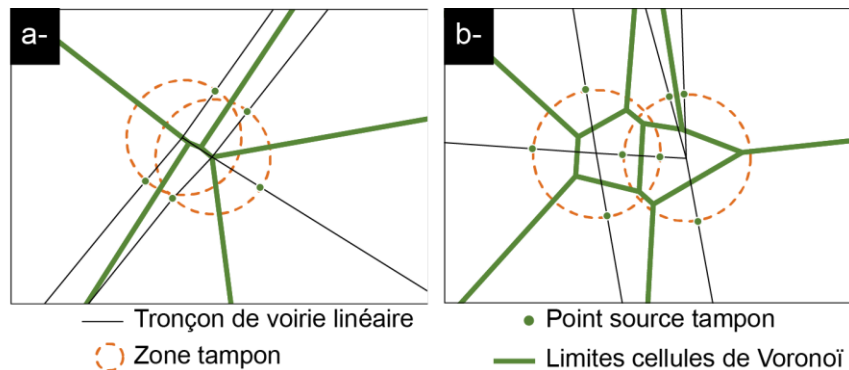 a-
b-
Tronçon de voirie linéaire
Zone tampon
Point source tampon
Limites cellules de Voronoï